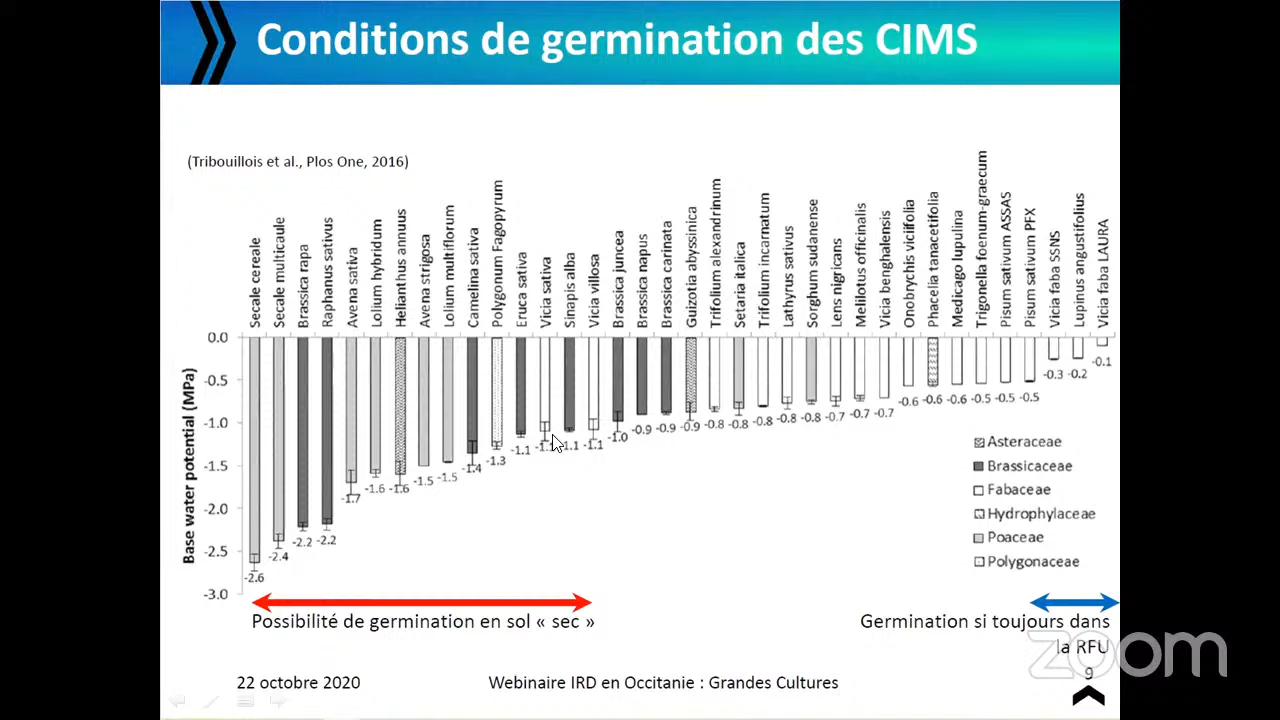 Conditions de germination des CIMS
(Tribouillois et al., Plos One, 2016)
Secale cereale
Secale multicaule
Brassica rapa
Raphanus sativus
Avena sativa
Lolium hybridum
Helianthus annuus
Avena strigosa
Lolium multiflorum
Camelina sativa
Polygonum Fagopyrum
Eruca sativa
Vicia sativa
Sinapis alba
Vicia villosa
Brassica juncea
Brassica napus
Brassica carinata
Guizotia abyssinica
Trifolium alexandrinum
Setaria italica
Trifolium incarnatum
Lathyrus sativus
Sorghum sudanense
Lens nigricans
Melilotus officinalis
Vicia benghalensis
Onobrychis viciifolia
Phacelia tanacetifolia
Medicago lupulina
Trigonella foenum-graecum
Pisum sativum ASSAS
Pisum sativum PFX
Vicia faba SSNS
Lupinus angustifolius
Vicia faba LAURA
Base water potential (MPa)
0.0
-0.5
-1.0
-1.5
-2.0
-2.5
-3.0
-2.6
-2.4
-2.2
-2.2
-1.7
-1.6
-1.6
-1.5
-1.5
-1.4
-1.3
-1.1
-1.1
-1.1
-1.1
-1.0
-0.9
-0.9
-0.9
-0.8
-0.8
-0.8
-0.8
-0.8
-0.7
-0.7
-0.7
-0.6
-0.6
-0.6
-0.5
-0.5
-0.5
-0.3
-0.2
-0.1
Asteraceae
Brassicaceae
Fabaceae
Hydrophylaceae
Poaceae
Polygonaceae
Possibilité de germination en sol « sec »
Germination si toujours dans
la RFU
zoom
22 octobre 2020
Webinaire IRD en Occitanie : Grandes Cultures
9